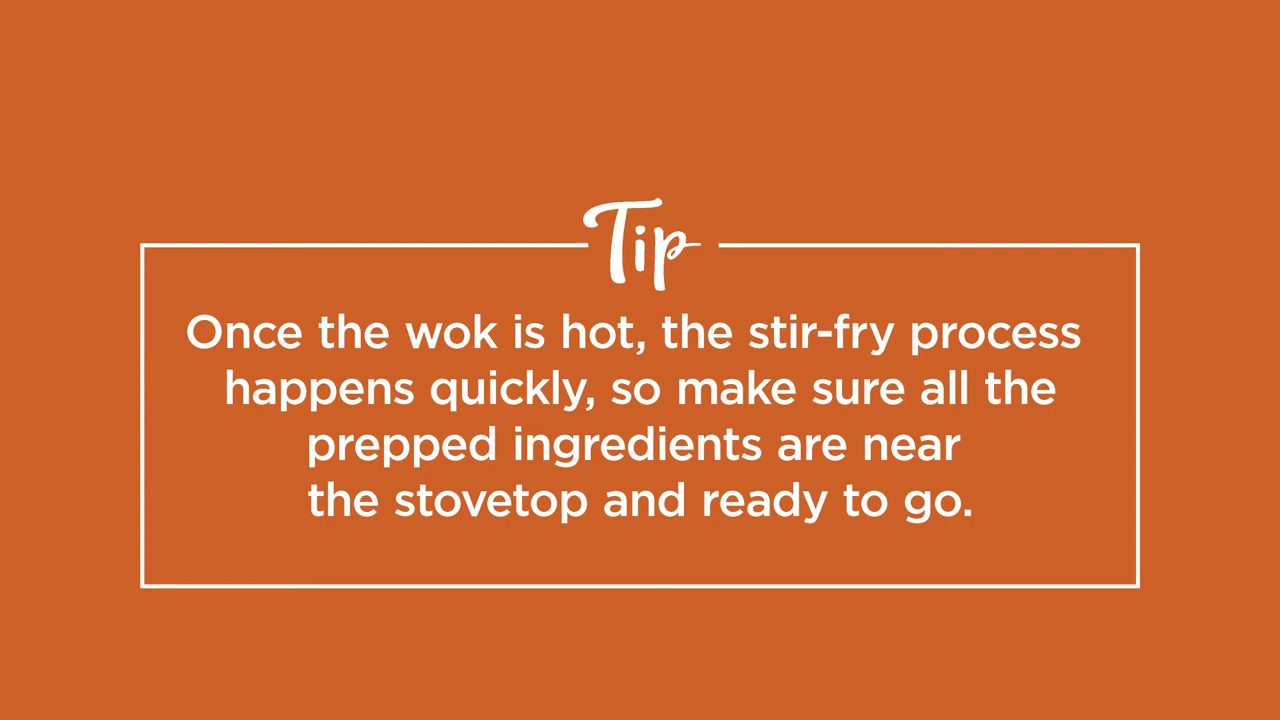 Tip
Once the wok is hot, the stir-fry process
happens quickly, so make sure all the
prepped ingredients are near
the stovetop and ready to go.